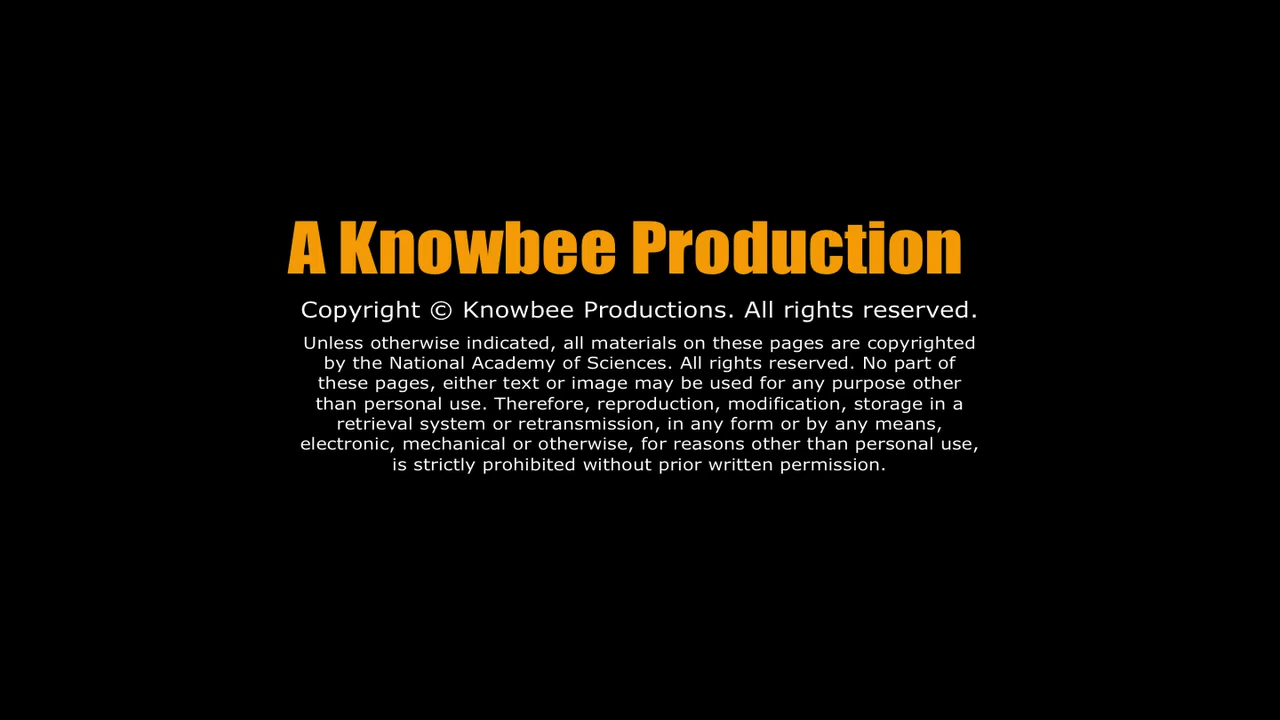 A Knowbee Production
Copyright © Knowbee Productions. All rights reserved.
Unless otherwise indicated, all materials on these pages are copyrighted
by the National Academy of Sciences. All rights reserved. No part of
these pages, either text or image may be used for any purpose other
than personal use. Therefore, reproduction, modification, storage in a
retrieval system or retransmission, in any form or by any means,
electronic, mechanical or otherwise, for reasons other than personal use,
is strictly prohibited without prior written permission.